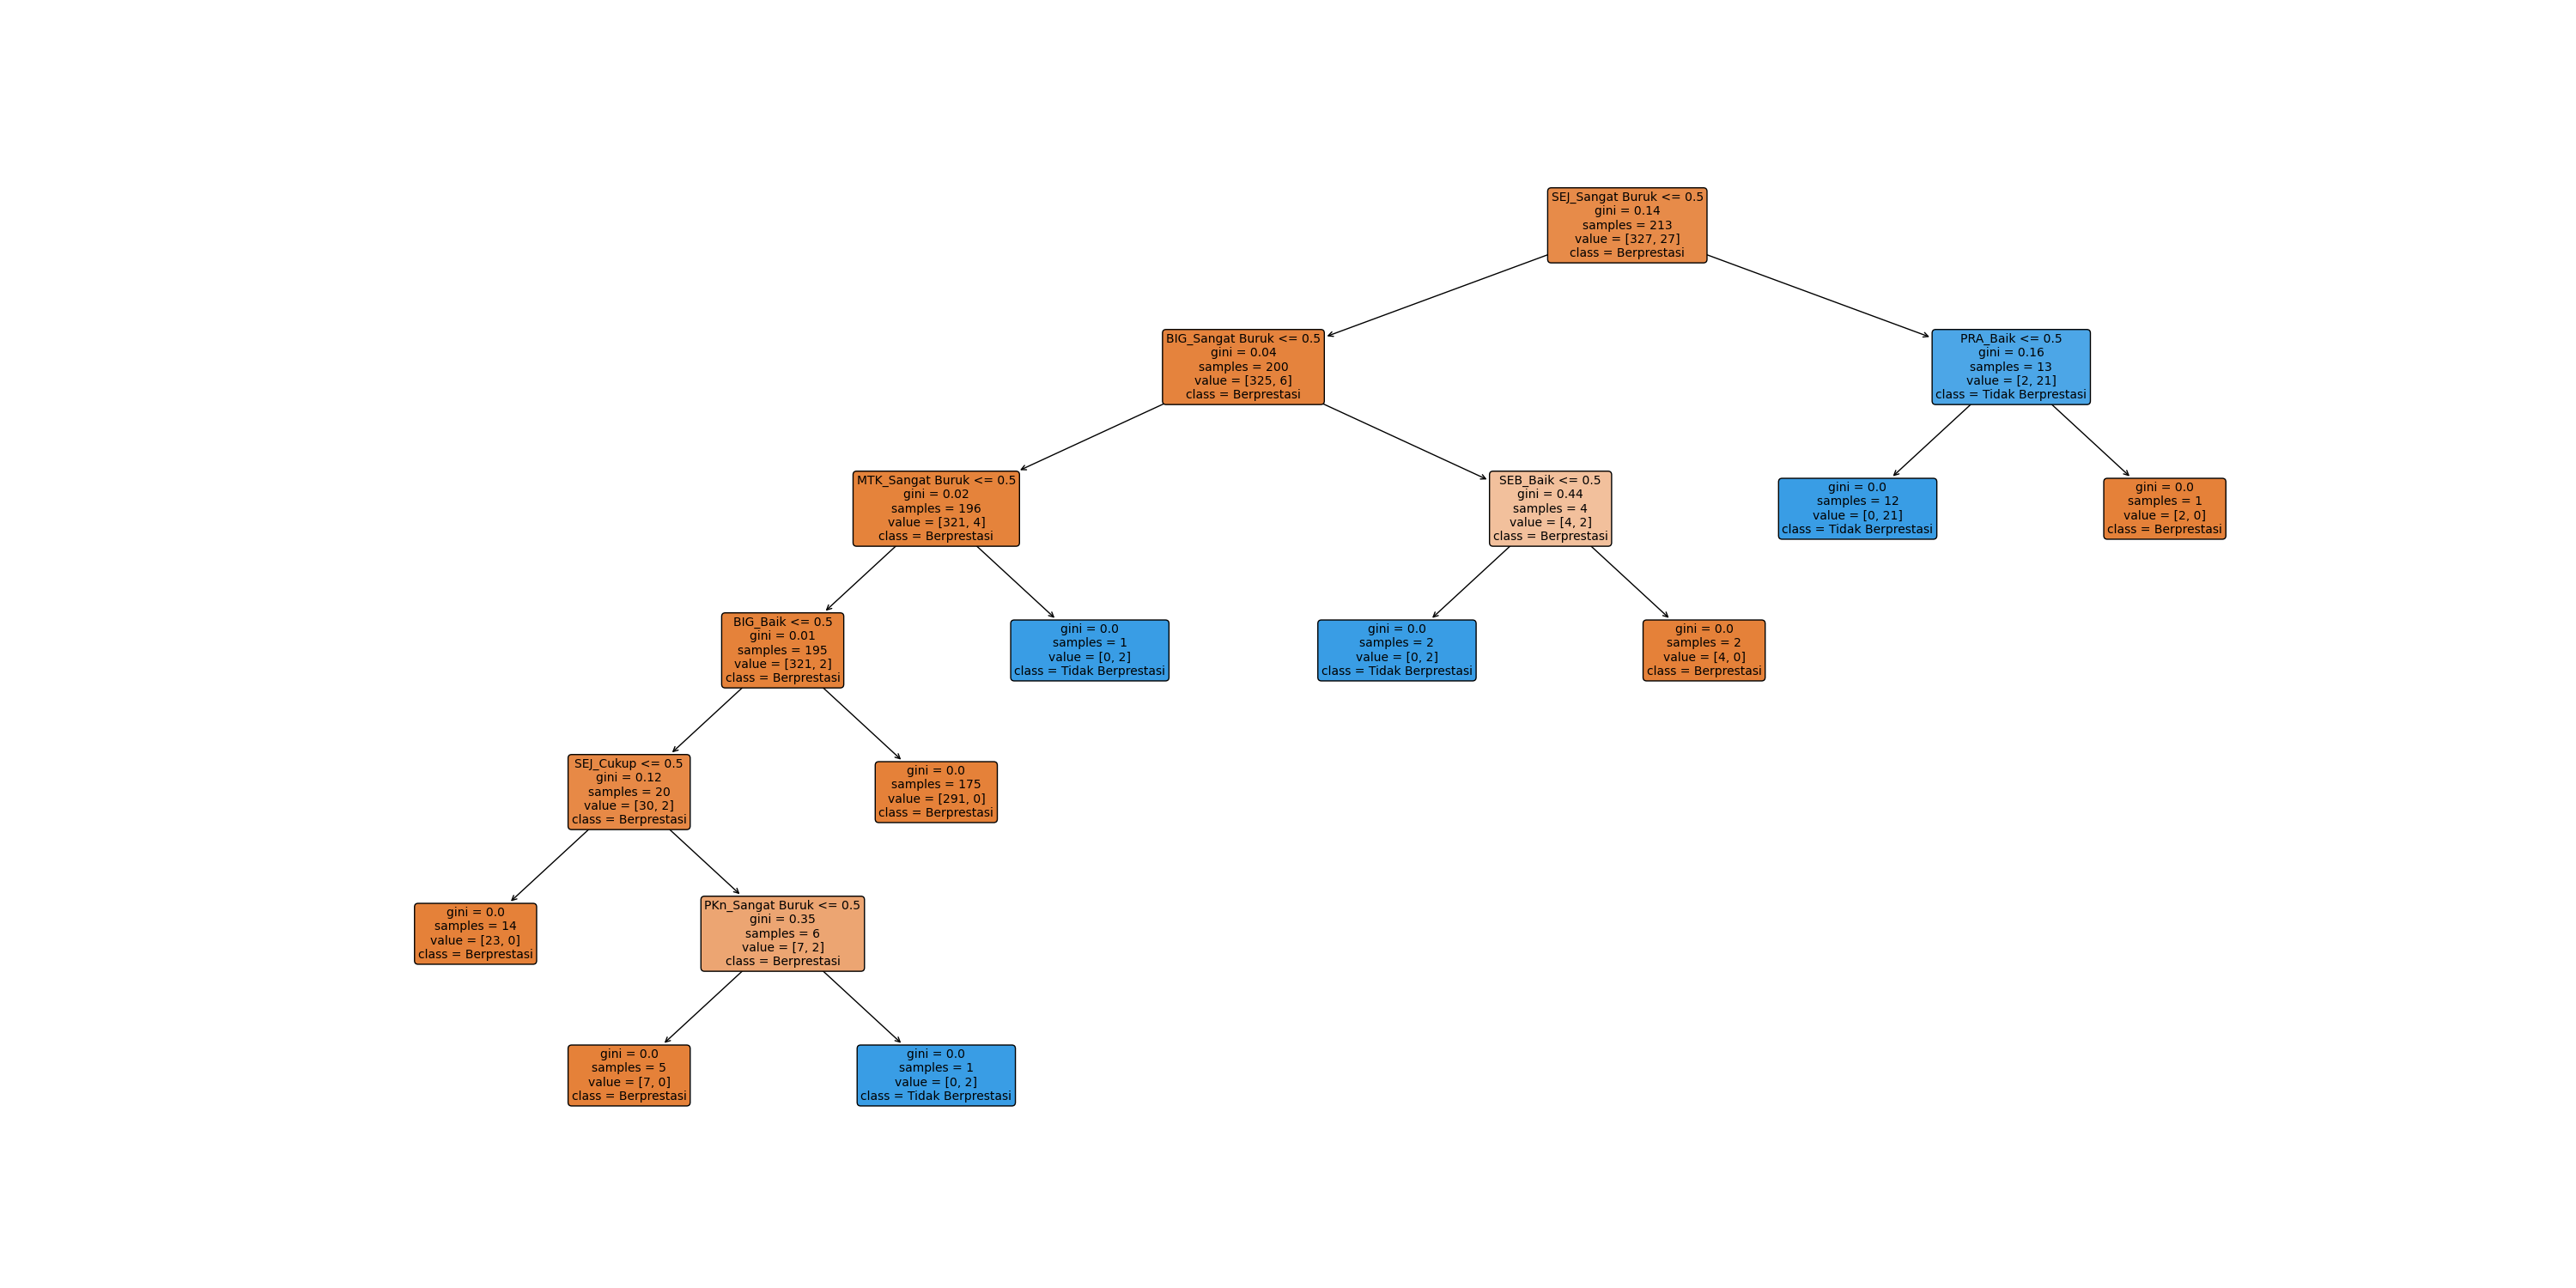 SEJ_Sangat Buruk <= 0.5
gini = 0.14
samples = 213
value = [327, 27]
class = Berprestasi
BIG_Sangat Buruk <= 0.5
gini = 0.04
samples = 200
value = [325, 6]
class = Berprestasi
PRA_Baik <= 0.5
gini = 0.16
samples = 13
value = [2, 21]
class = Tidak Berprestasi
MTK_Sangat Buruk <= 0.5
gini = 0.02
samples = 196
value = [321, 4]
class = Berprestasi
SEB_Baik <= 0.5
gini = 0.44
samples = 4
value = [4, 2]
class = Berprestasi
gini = 0.0
samples = 12
value = [0, 21]
class = Tidak Berprestasi
gini = 0.0
samples = 1
value = [2, 0]
class = Berprestasi
BIG_Baik <= 0.5
gini = 0.01
samples = 195
value = [321, 2]
class = Berprestasi
gini = 0.0
samples = 1
value = [0, 2]
class = Tidak Berprestasi
gini = 0.0
samples = 2
value = [0, 2]
class = Tidak Berprestasi
gini = 0.0
samples = 2
value = [4, 0]
class = Berprestasi
SEJ_Cukup <= 0.5
gini = 0.12
samples = 20
value = [30, 2]
class = Berprestasi
gini = 0.0
samples = 175
value = [291, 0]
class = Berprestasi
gini = 0.0
samples = 14
value = [23, 0]
class = Berprestasi
PKn_Sangat Buruk <= 0.5
gini = 0.35
samples = 6
value = [7, 2]
class = Berprestasi
gini = 0.0
samples = 5
value = [7, 0]
class = Berprestasi
gini = 0.0
samples = 1
value = [0, 2]
class = Tidak Berprestasi